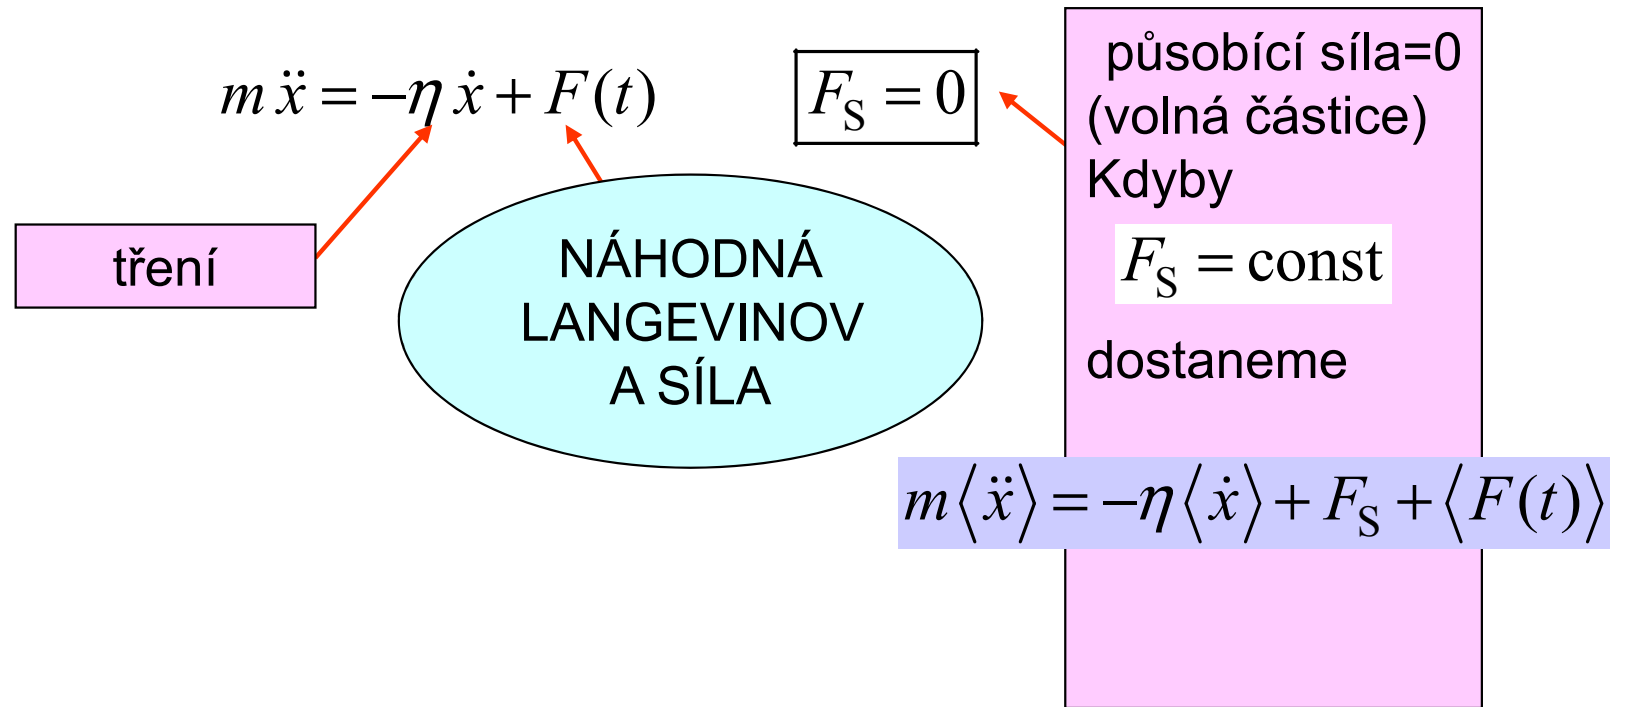 m ẍ = −η ẋ + F(t)
F_S = 0
tření
NÁHODNÁ
LANGEVINOV
A SÍLA
působící síla=0
(volná částice)
Kdyby
F_S = const
dostaneme
m⟨ẍ⟩ = −η⟨ẋ⟩ + F_S + ⟨F(t)⟩